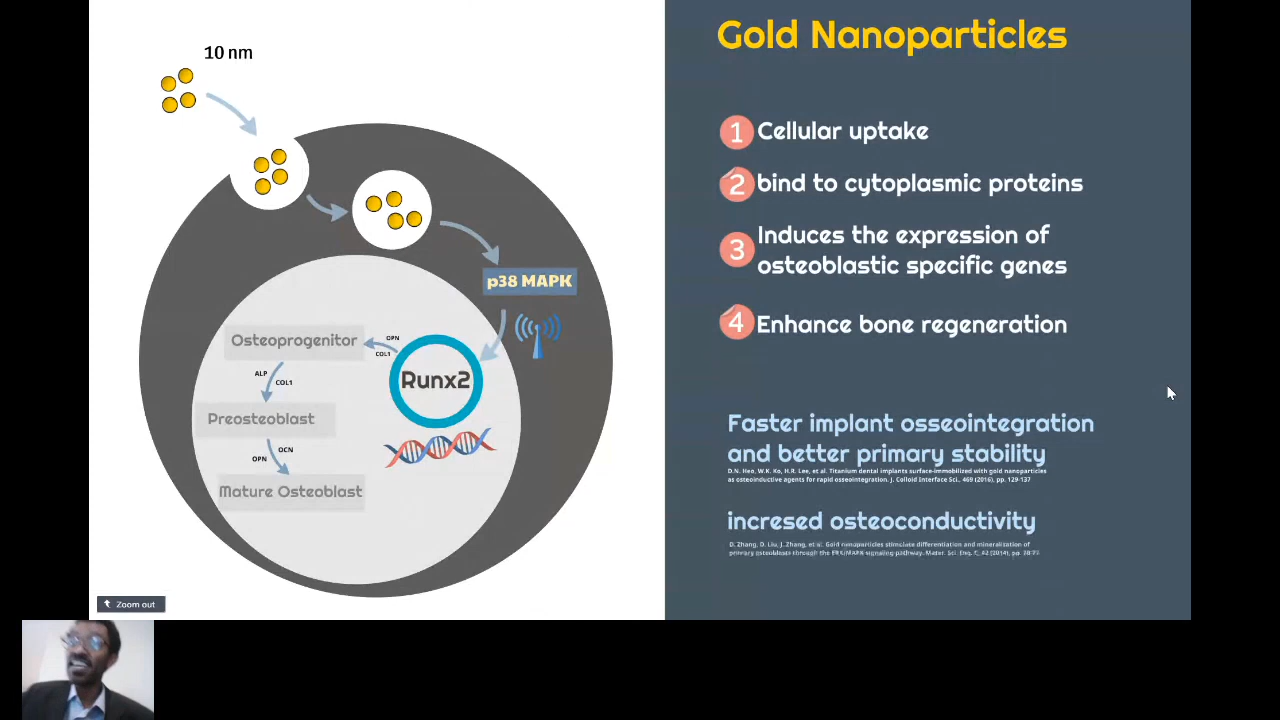 10 nm
p38 MAPK
Osteoprogenitor
OPN
COL1
Runx2
ALP
COL1
Preosteoblast
OCN
OPN
Mature Osteoblast
Zoom out
Gold Nanoparticles
1 Cellular uptake
2 bind to cytoplasmic proteins
3 Induces the expression of
osteoblastic specific genes
4 Enhance bone regeneration
Faster implant osseointegration
and better primary stability
D.N. Heo, W.K. Ko, H.R. Lee, et al. Titanium dental implants surface-immobilized with gold nanoparticles
as osteoinductive agents for rapid osseointegration. J. Colloid Interface Sci., 469 (2016), pp. 129-137
incresed osteoconductivity
D. Zhang, D. Liu, J. Zhang, et al. Gold nanoparticles stimulate differentiation and mineralization of
primary osteoblasts through the ERK/MAPK signaling pathway. Mater. Sci. Eng. C, 42 (2014), pp.